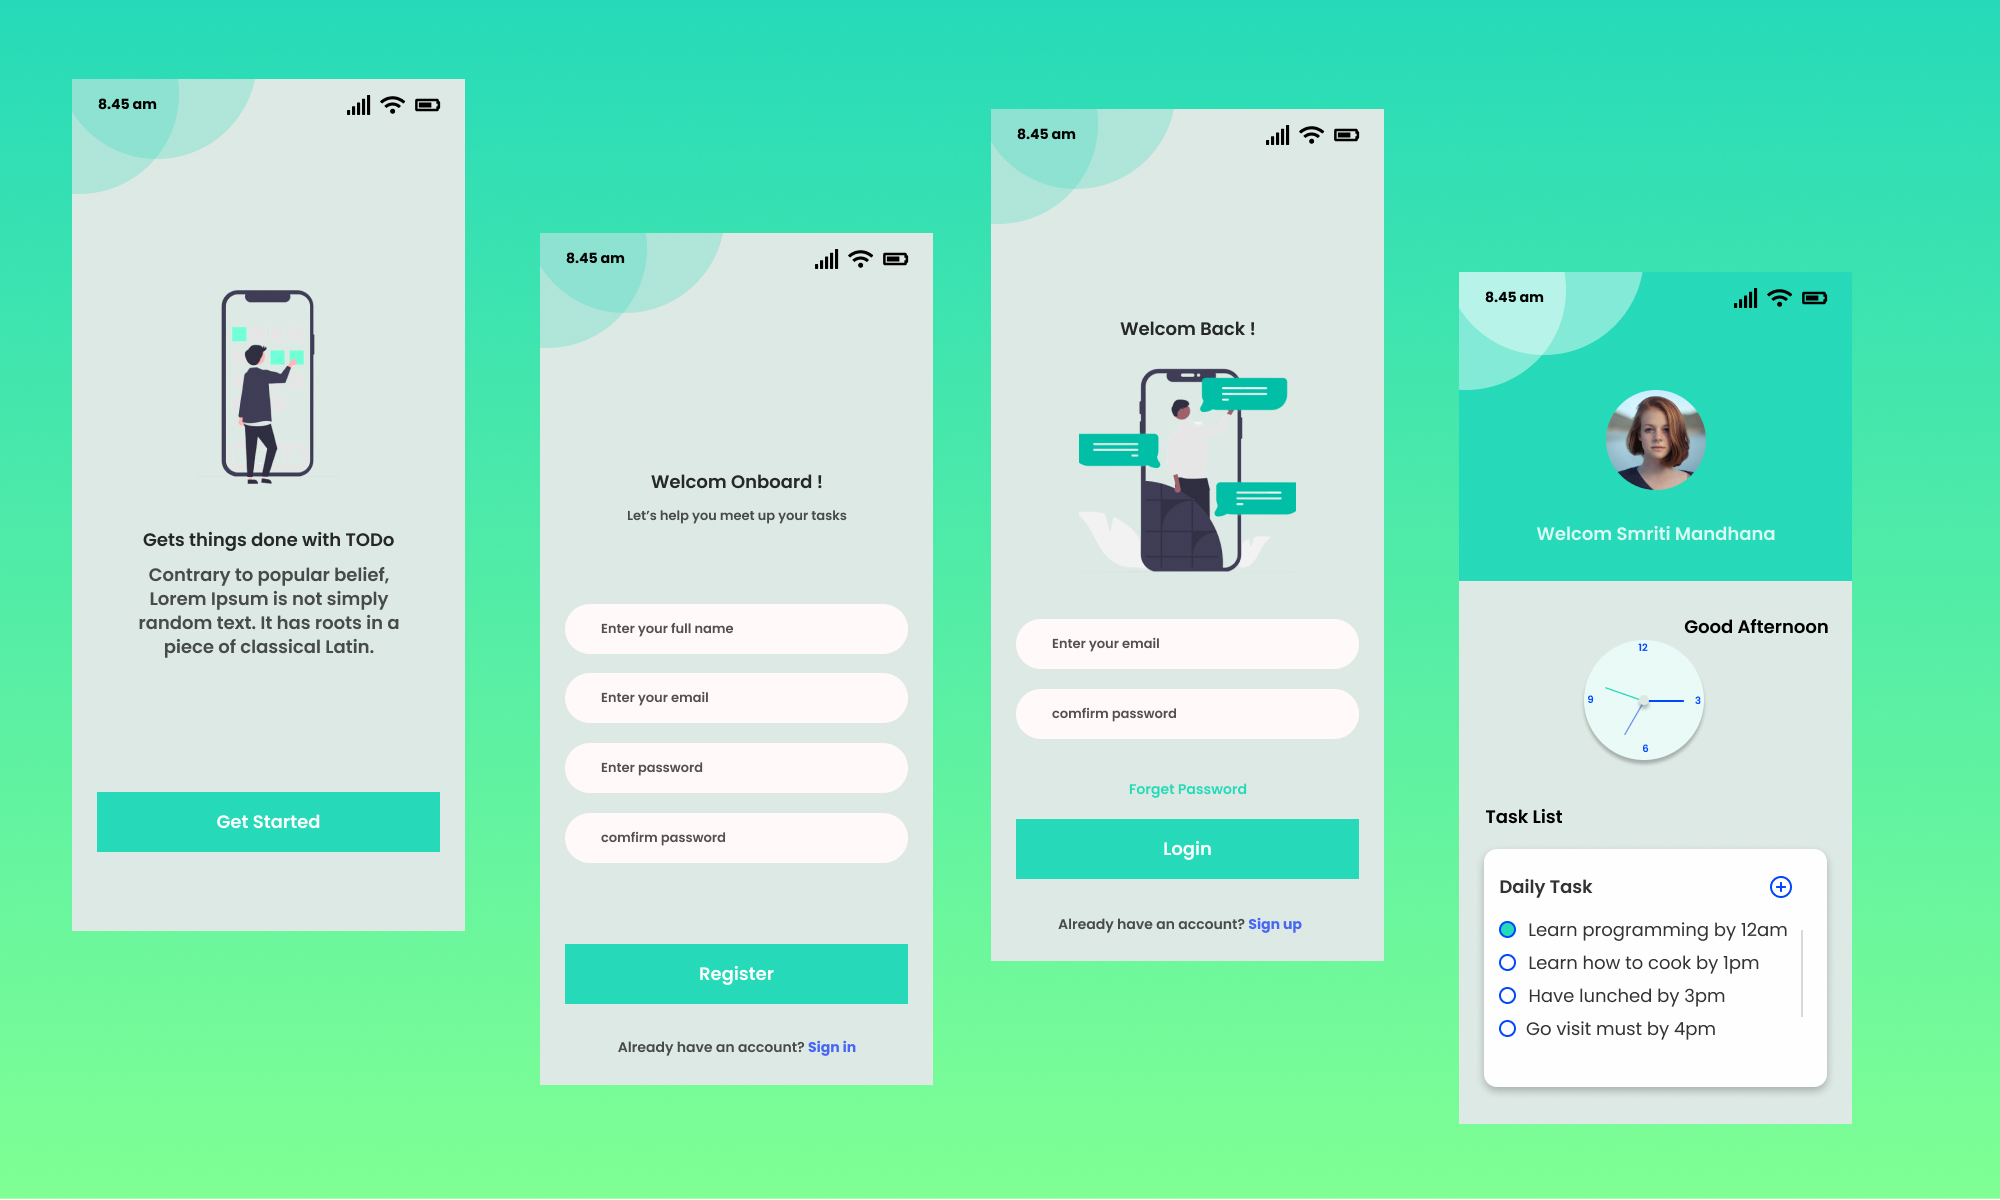 8.45 am
Gets things done with TODo
Contrary to popular belief,
Lorem Ipsum is not simply
random text. It has roots in a
piece of classical Latin.
Get Started
8.45 am
Welcom Onboard !
Let's help you meet up your tasks
Enter your full name
Enter your email
Enter password
comfirm password
Register
Already have an account? Sign in
8.45 am
Welcom Back !
Enter your email
comfirm password
Forget Password
Login
Already have an account? Sign up
8.45 am
Welcom Smriti Mandhana
Good Afternoon
12
9
3
6
Task List
Daily Task
Learn programming by 12am
Learn how to cook by 1pm
Have lunched by 3pm
Go visit must by 4pm